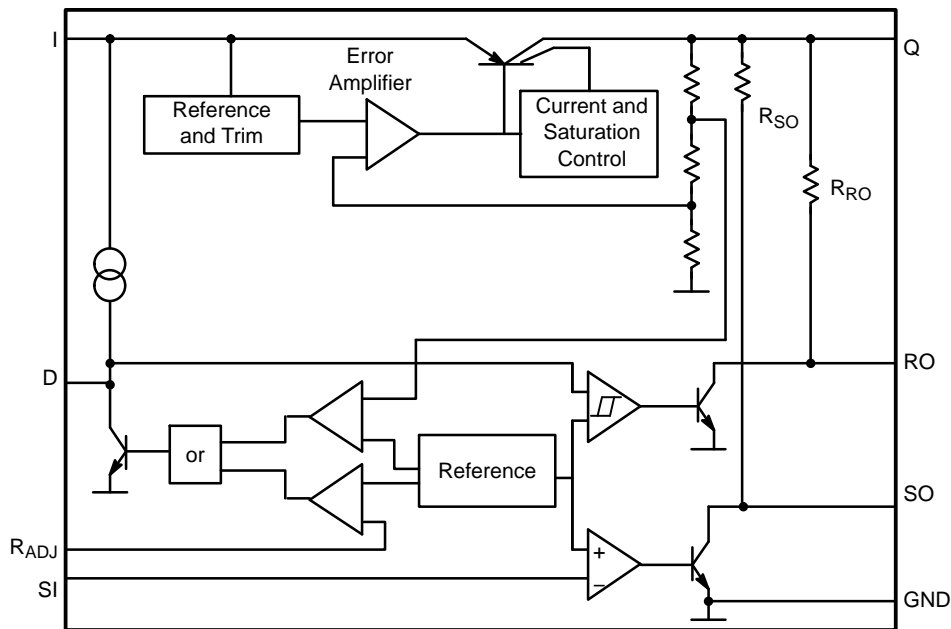 I
Q
Error
Amplifier
Reference
and Trim
Current and
Saturation
Control
RSO
RRO
D
RO
or
Reference
SO
RADJ
SI
+
−
GND